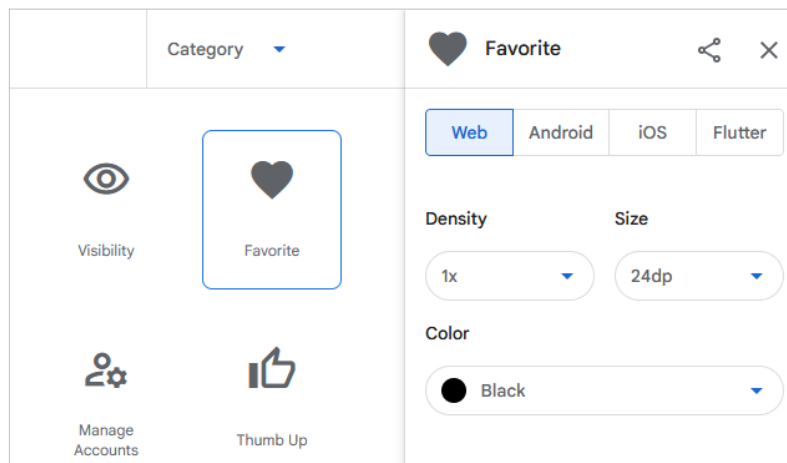 Category
Visibility
Favorite
Manage
Accounts
Thumb Up
Favorite
Web Android iOS Flutter
Density Size
1x 24dp
Color
Black